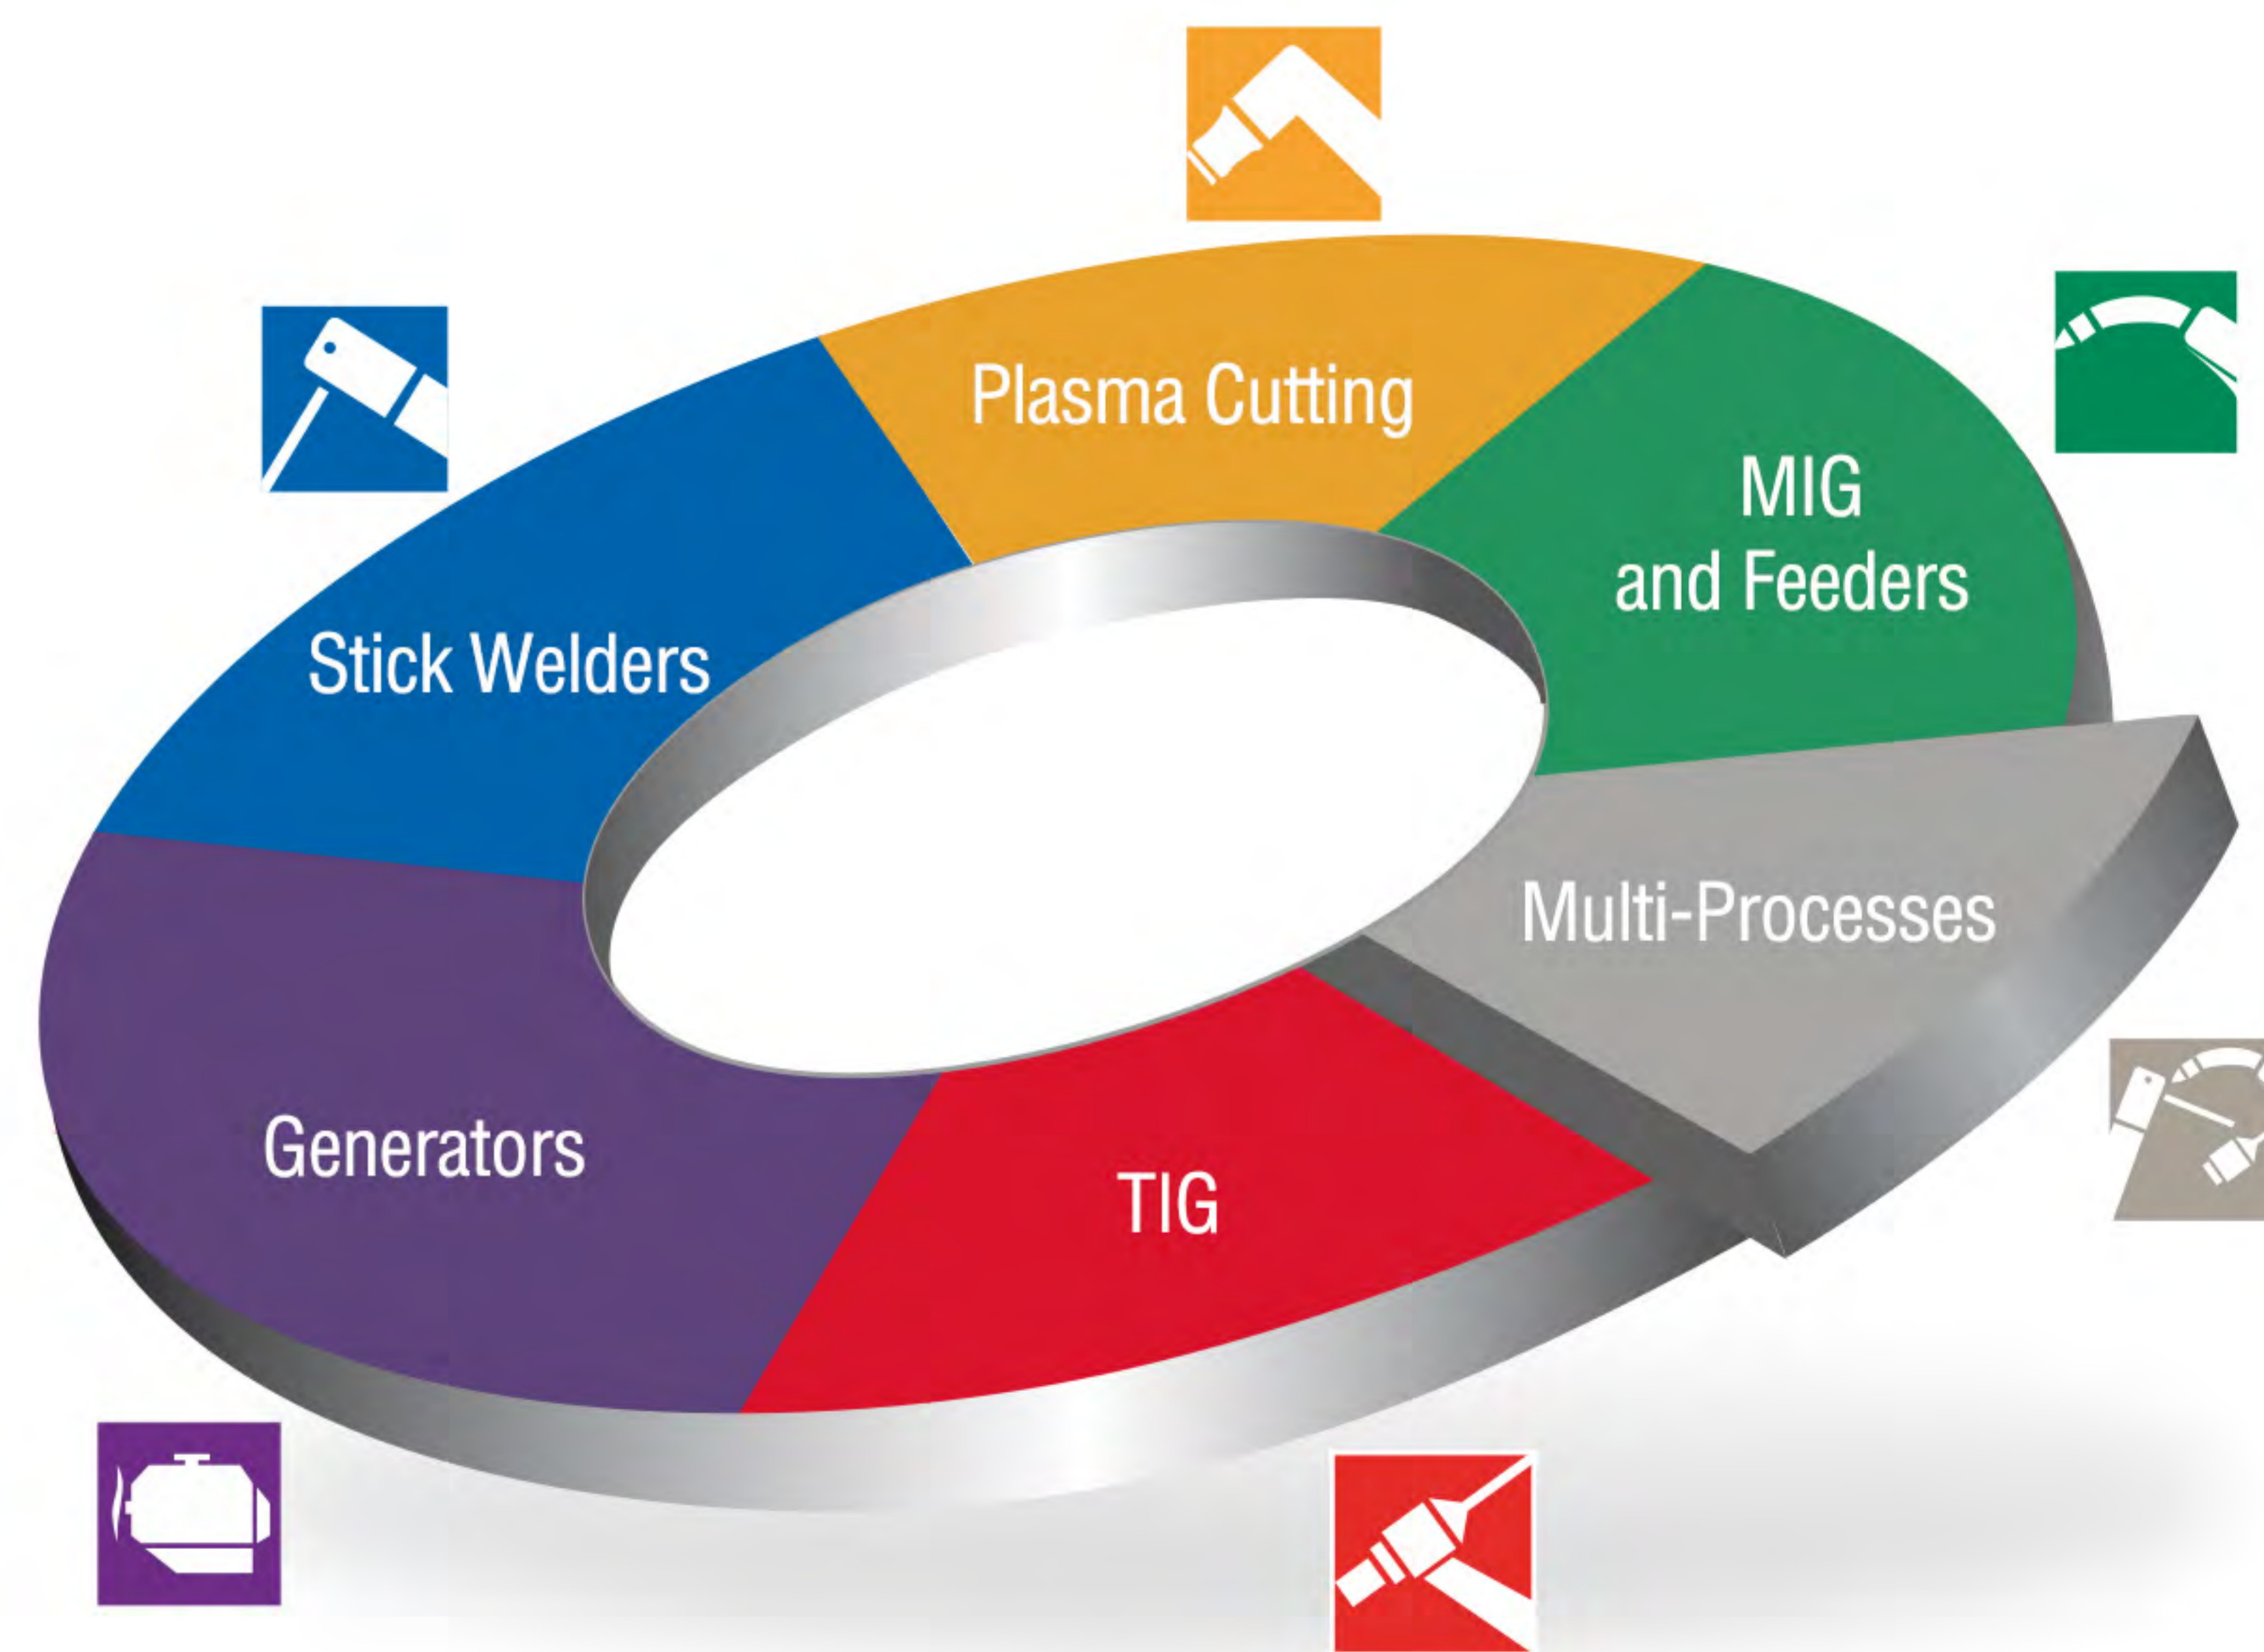 Plasma Cutting
MIG
and Feeders
Stick Welders
Multi-Processes
Generators
TIG